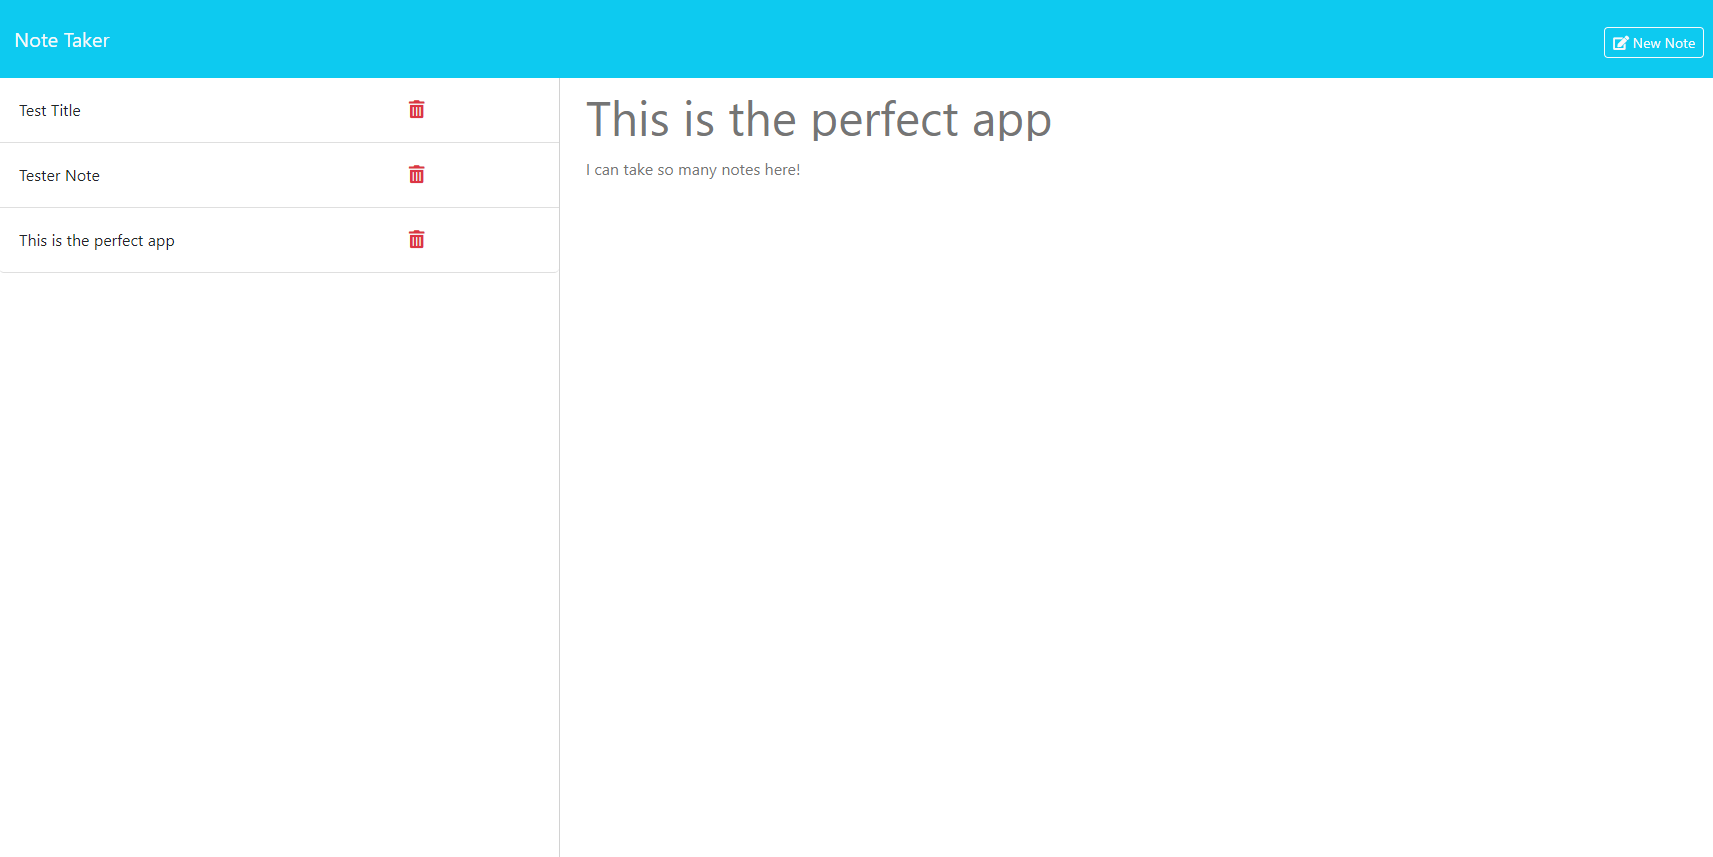 Note Taker
New Note
Test Title
Tester Note
This is the perfect app
This is the perfect app
I can take so many notes here!